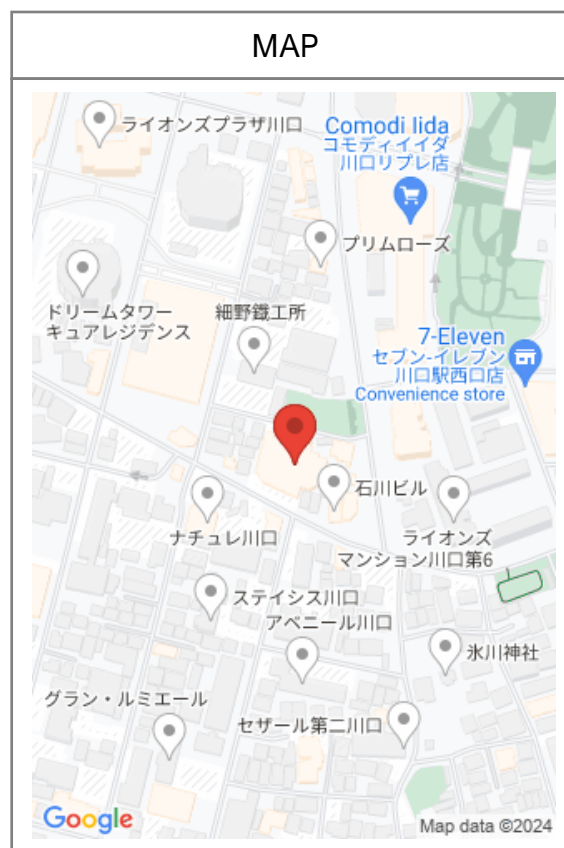 MAP
ライオンズプラザ川口
Comodi Iida
コモディイイダ
川口リプレ店
プリムローズ
ドリームタワー
キュアレジデンス
細野鐵工所
7-Eleven
セブン-イレブン
川口駅西口店
Convenience store
石川ビル
ナチュレ川口
ライオンズ
マンション川口第6
ステイシス川口
アベニール川口
氷川神社
グラン・ルミエール
セザール第二川口
Google
Map data ©2024